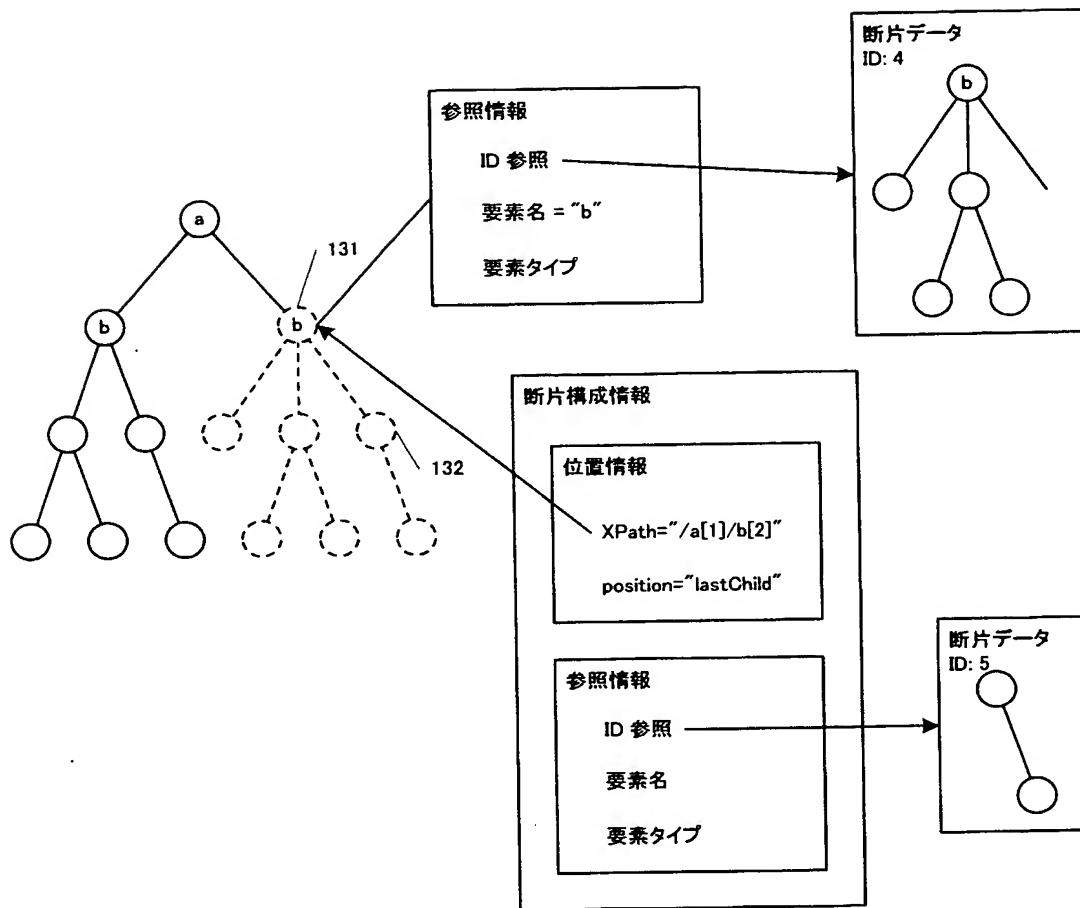 断片データ
ID: 4
b
参照情報
ID 参照
要素名 = "b"
要素タイプ
a
131
b
b
132
断片構成情報
位置情報
XPath="/a[1]/b[2]"
position="lastChild"
参照情報
ID 参照
要素名
要素タイプ
断片データ
ID: 5